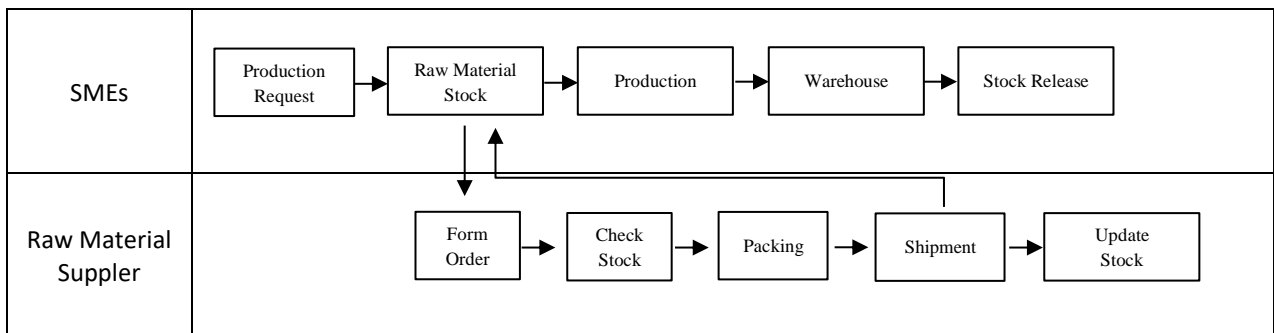 SMEs
Production
Request
Raw Material
Stock
Production
Warehouse
Stock Release
Raw Material
Suppler
Form
Order
Check
Stock
Packing
Shipment
Update
Stock